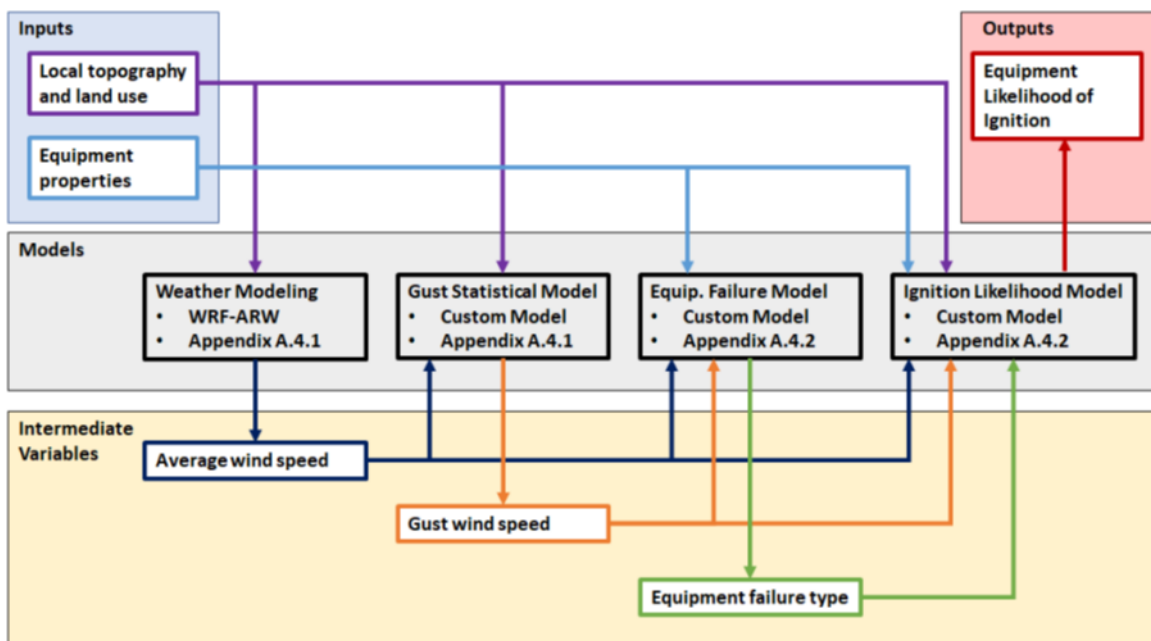 Inputs
Local topography
and land use
Equipment
properties
Outputs
Equipment
Likelihood of
Ignition
Models
Weather Modeling
• WRF-ARW
• Appendix A.4.1
Gust Statistical Model
• Custom Model
• Appendix A.4.1
Equip. Failure Model
• Custom Model
• Appendix A.4.2
Ignition Likelihood Model
• Custom Model
• Appendix A.4.2
Intermediate
Variables
Average wind speed
Gust wind speed
Equipment failure type